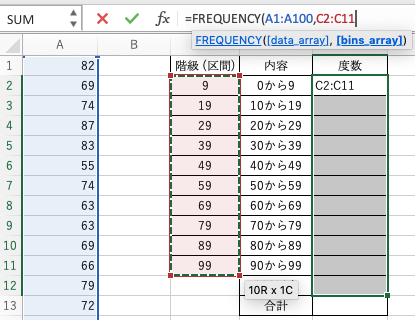 SUM fx =FREQUENCY(A1:A100,C2:C11
FREQUENCY([data_array], [bins_array])
A C D E
1 82 階級(区間) 内容 度数
2 69 9 0から9 C2:C11
3 74 19 10から19
4 87 29 20から29
5 83 39 30から39
6 55 49 40から49
7 74 59 50から59
8 63 69 60から69
9 63 79 70から79
10 69 89 80から89
11 66 99 90から99
12 79 10R x 1C
13 72 合計